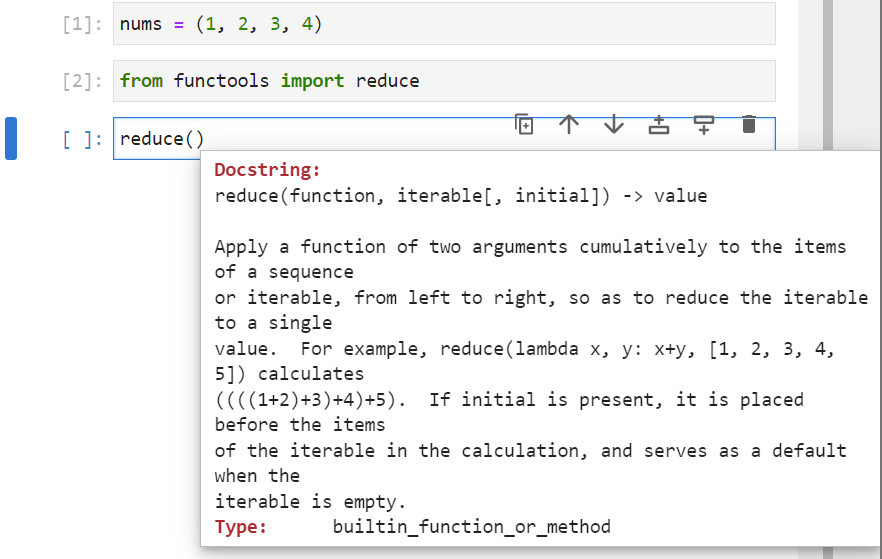 [1]: nums = (1, 2, 3, 4)
[2]: from functools import reduce
[ ]: reduce()
Docstring:
reduce(function, iterable[, initial]) -> value
Apply a function of two arguments cumulatively to the items
of a sequence
or iterable, from left to right, so as to reduce the iterable
to a single
value.  For example, reduce(lambda x, y: x+y, [1, 2, 3, 4,
5]) calculates
((((1+2)+3)+4)+5).  If initial is present, it is placed
before the items
of the iterable in the calculation, and serves as a default
when the
iterable is empty.
Type:      builtin_function_or_method